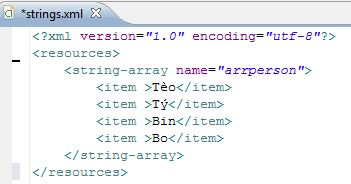 *strings.xml
<?xml version="1.0" encoding="utf-8"?>
<resources>
<string-array name="arrperson">
<item >Tèo</item>
<item >Tý</item>
<item >Bin</item>
<item >Bo</item>
</string-array>
</resources>